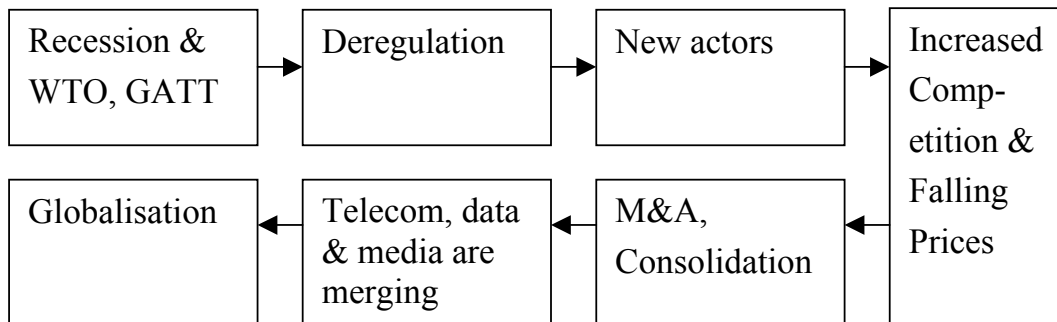 Recession &
WTO, GATT
Deregulation
New actors
Increased
Comp-
etition &
Falling
Prices
M&A,
Consolidation
Telecom, data
& media are
merging
Globalisation